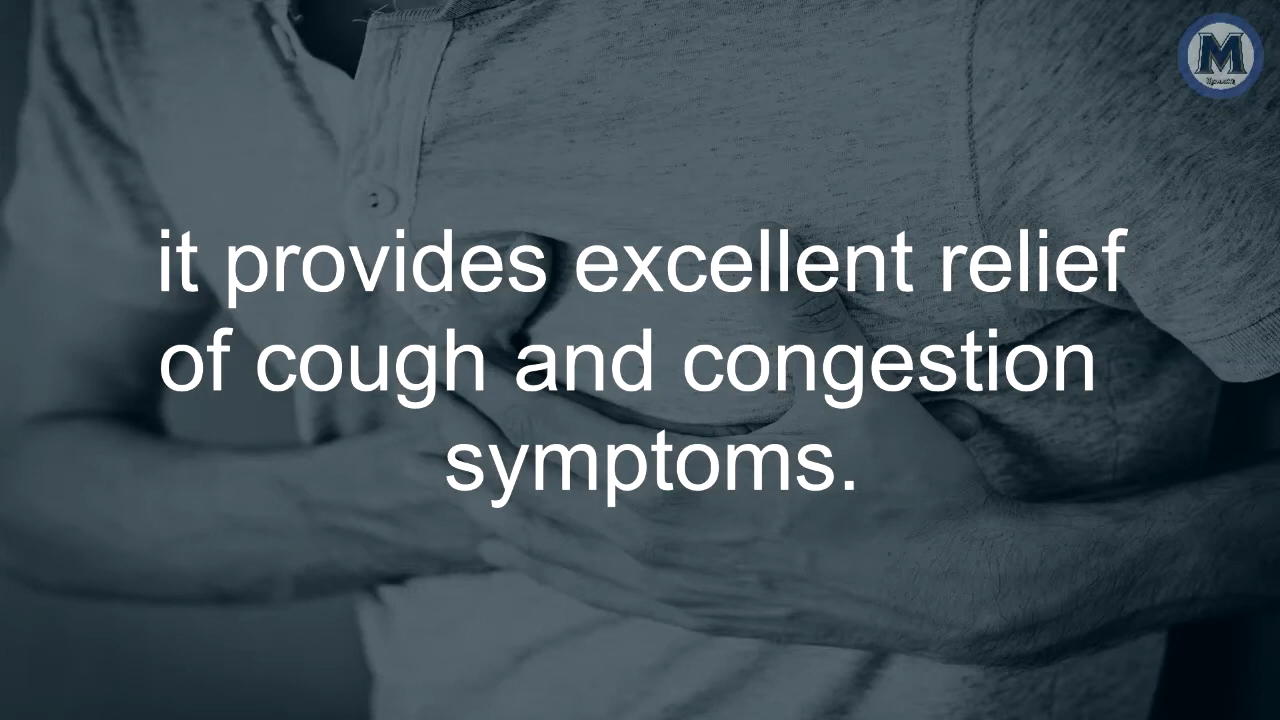 M
it provides excellent relief
of cough and congestion
symptoms.